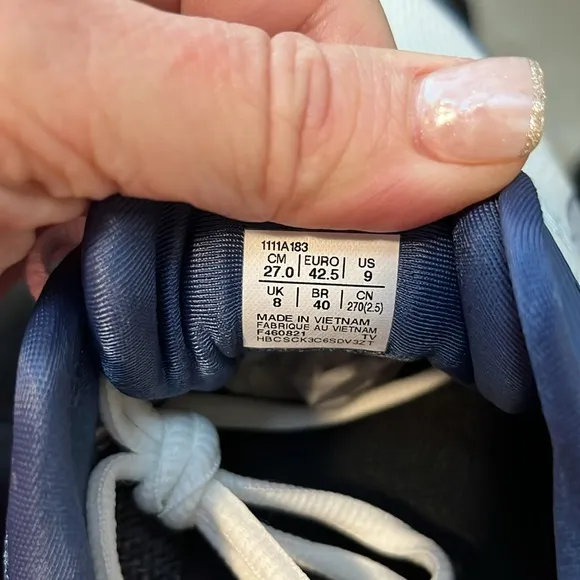 1111A183
CM EURO US
27.0 42.5 9
UK BR CN
8 40 270(2.5)
MADE IN VIETNAM
FABRIQUE AU VIETNAM
F460821 TV
HBCSCK3C6SDV3ZT